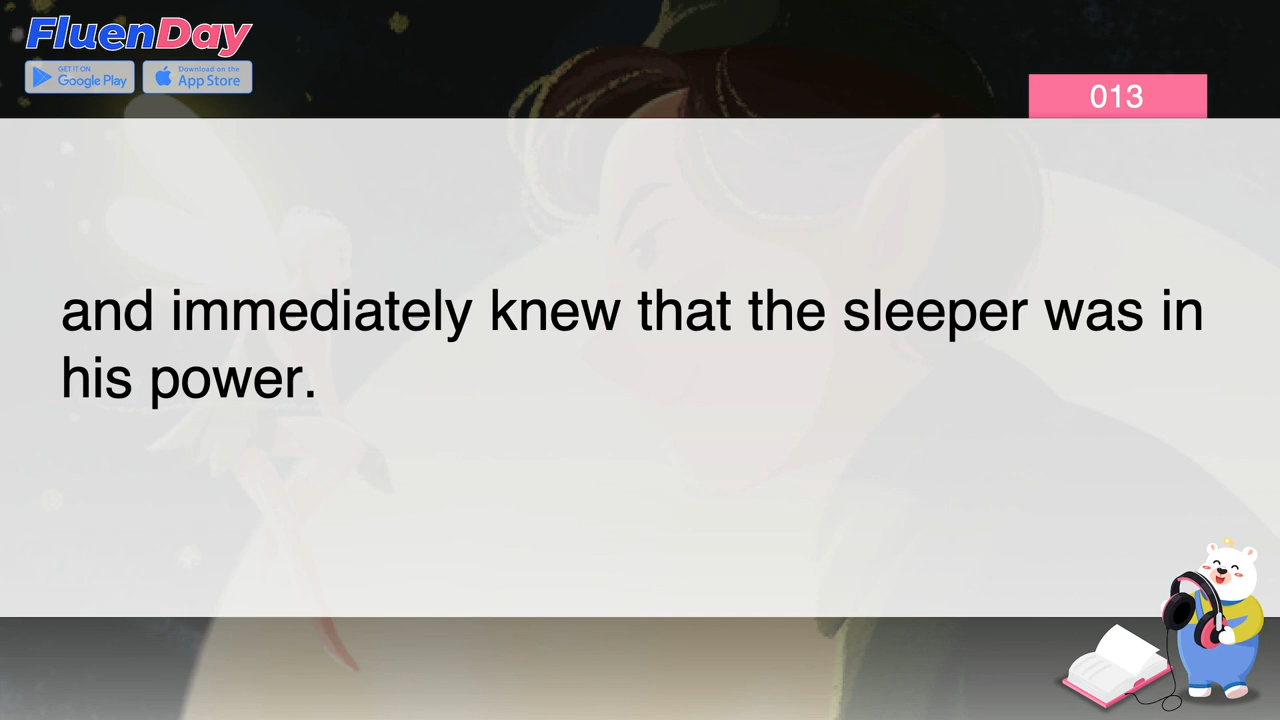 FluenDay
GET IT ON
Google Play
Download on the
App Store
013
and immediately knew that the sleeper was in
his power.